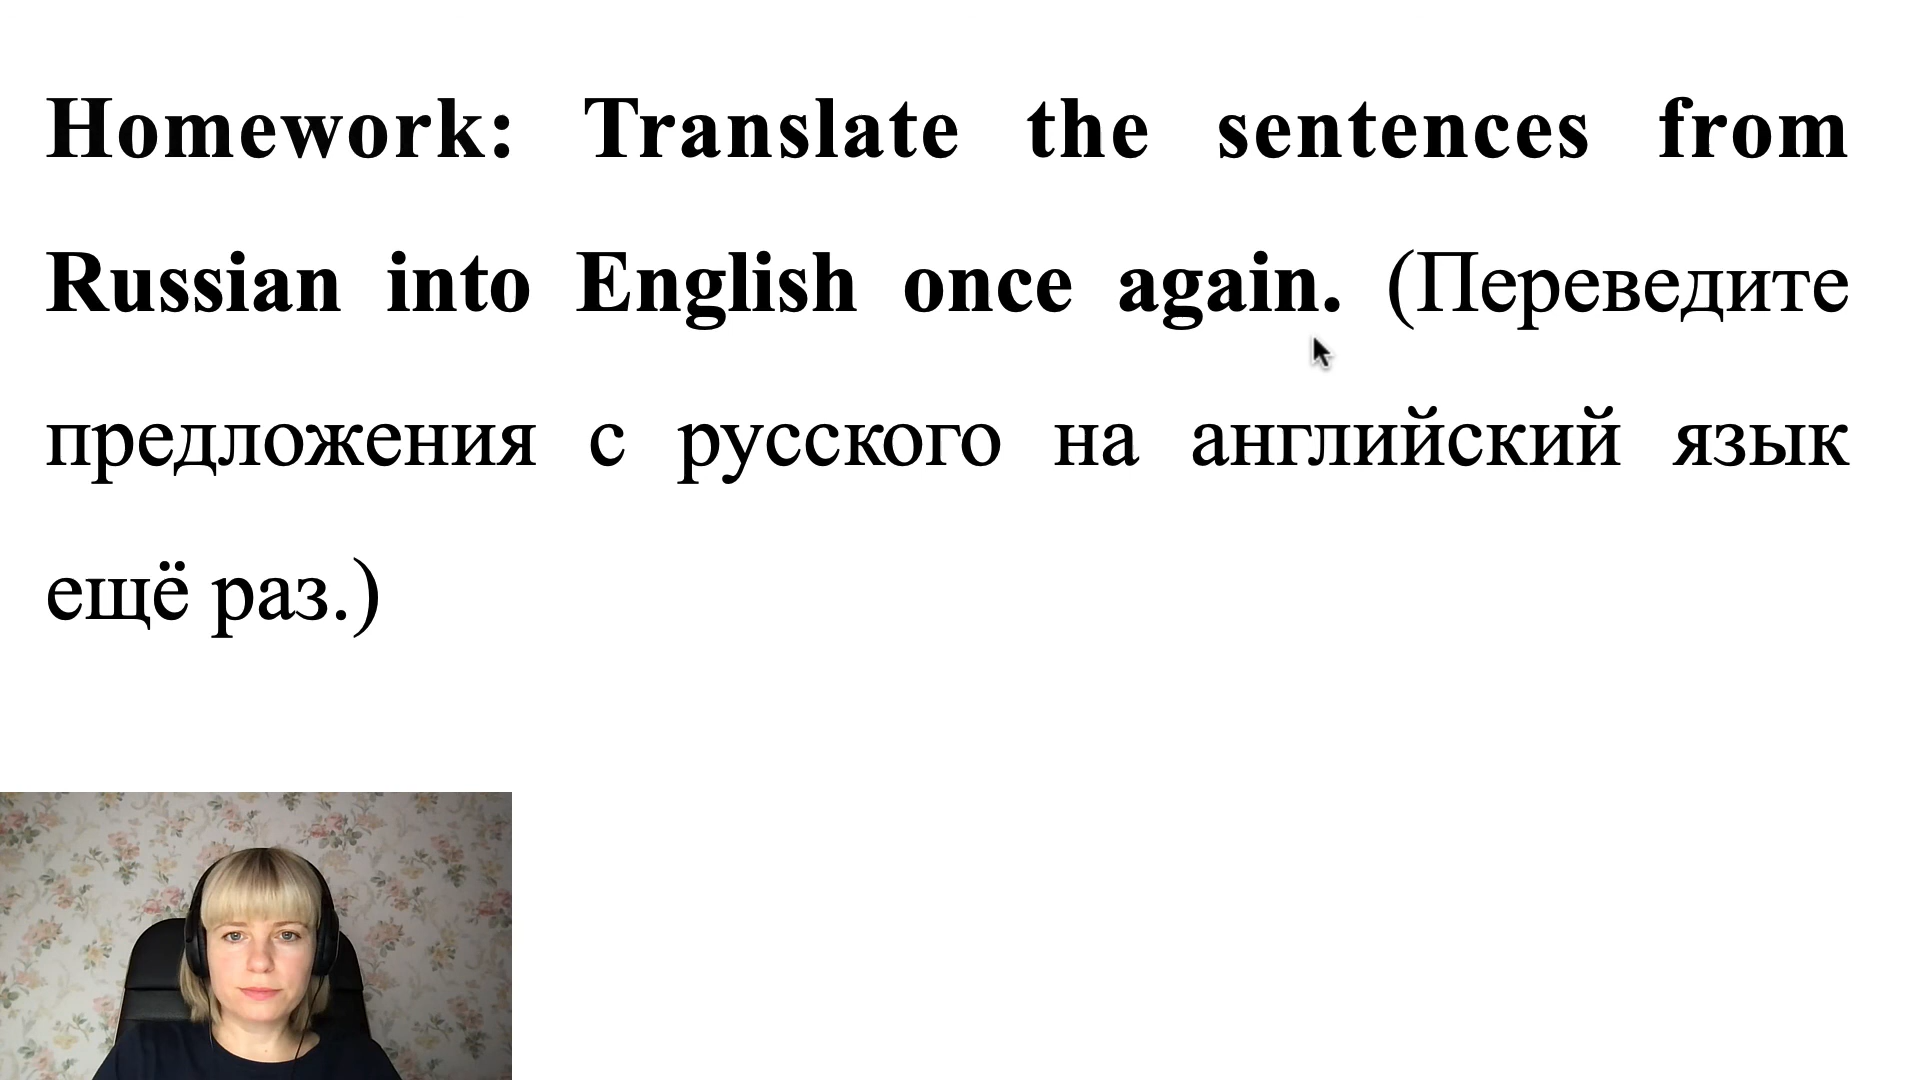 Homework: Translate the sentences from
Russian into English once again. (Переведите
предложения с русского на английский язык
ещё раз.)